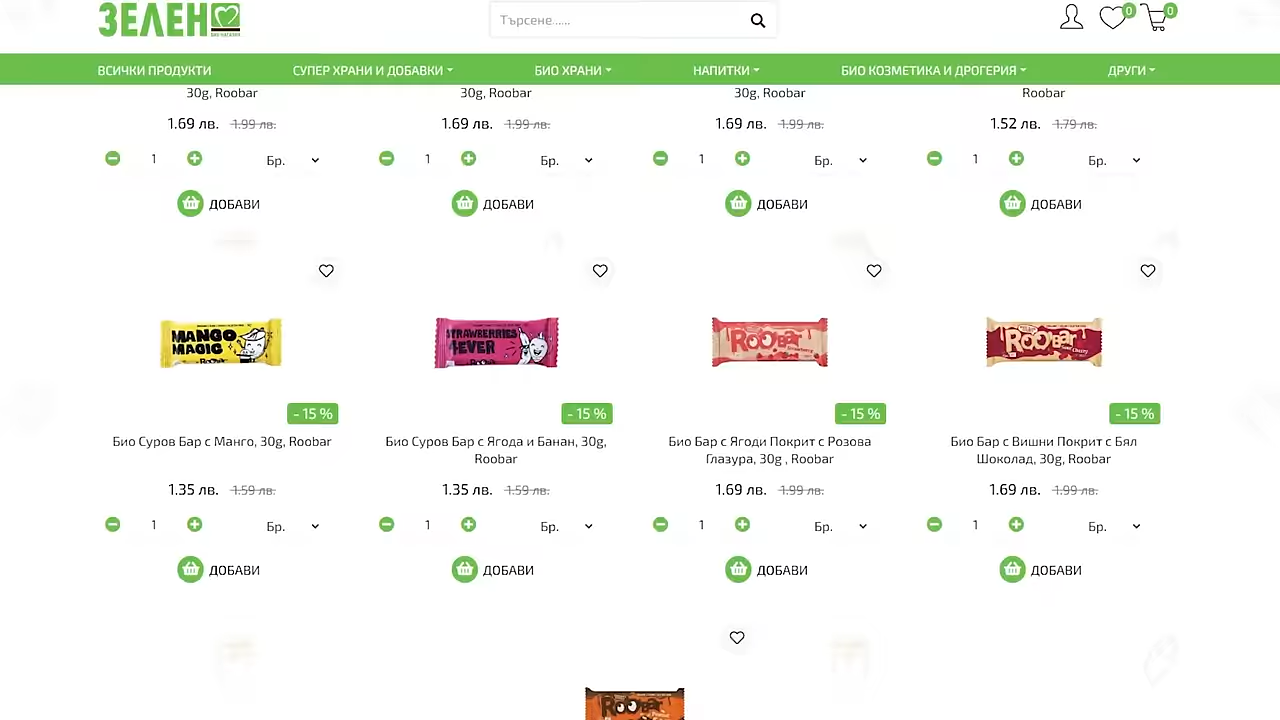 ЗЕЛЕН
БИО МАГАЗИН
Търсене......
0
0
ВСИЧКИ ПРОДУКТИ
СУПЕР ХРАНИ И ДОБАВКИ
БИО ХРАНИ
НАПИТКИ
БИО КОЗМЕТИКА И ДРОГЕРИЯ
ДРУГИ
30g, Roobar
30g, Roobar
30g, Roobar
Roobar
1.69 лв. 1.99 лв.
1.69 лв. 1.99 лв.
1.69 лв. 1.99 лв.
1.52 лв. 1.79 лв.
1 Бр.
1 Бр.
1 Бр.
1 Бр.
ДОБАВИ
ДОБАВИ
ДОБАВИ
ДОБАВИ
MANGO
MAGIC
RooBar
STRAWBERRIES
4EVER
RooBar
RooBar
Strawberry
RooBar
Cherry
- 15 %
- 15 %
- 15 %
- 15 %
Био Суров Бар с Манго, 30g, Roobar
Био Суров Бар с Ягода и Банан, 30g,
Roobar
Био Бар с Ягоди Покрит с Розова
Глазура, 30g , Roobar
Био Бар с Вишни Покрит с Бял
Шоколад, 30g, Roobar
1.35 лв. 1.59 лв.
1.35 лв. 1.59 лв.
1.69 лв. 1.99 лв.
1.69 лв. 1.99 лв.
1 Бр.
1 Бр.
1 Бр.
1 Бр.
ДОБАВИ
ДОБАВИ
ДОБАВИ
ДОБАВИ
RooBar